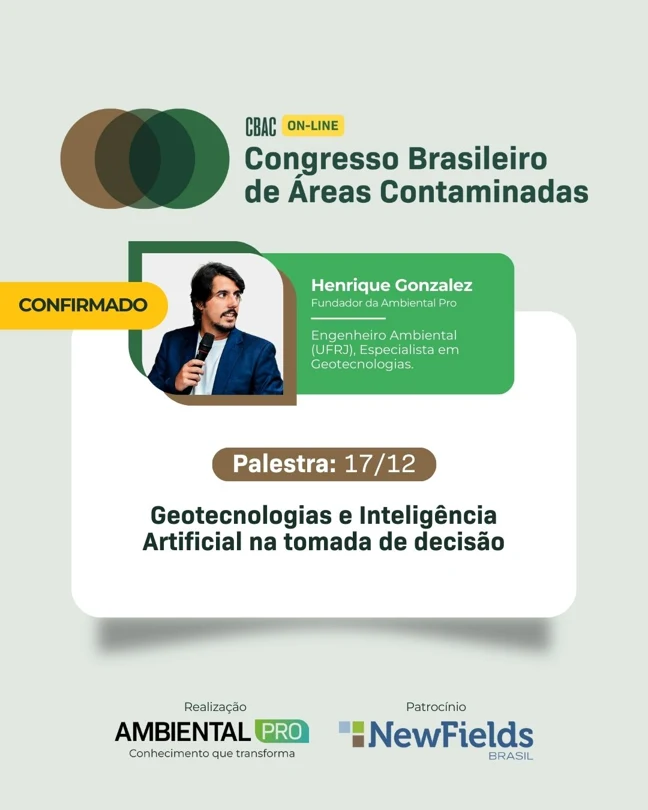 CBAC ON-LINE
Congresso Brasileiro
de Áreas Contaminadas
CONFIRMADO
Henrique Gonzalez
Fundador da Ambiental Pro
Engenheiro Ambiental
(UFRJ), Especialista em
Geotecnologias.
Palestra: 17/12
Geotecnologias e Inteligência
Artificial na tomada de decisão
Realização
AMBIENTAL PRO
Conhecimento que transforma
Patrocínio
NewFields
BRASIL